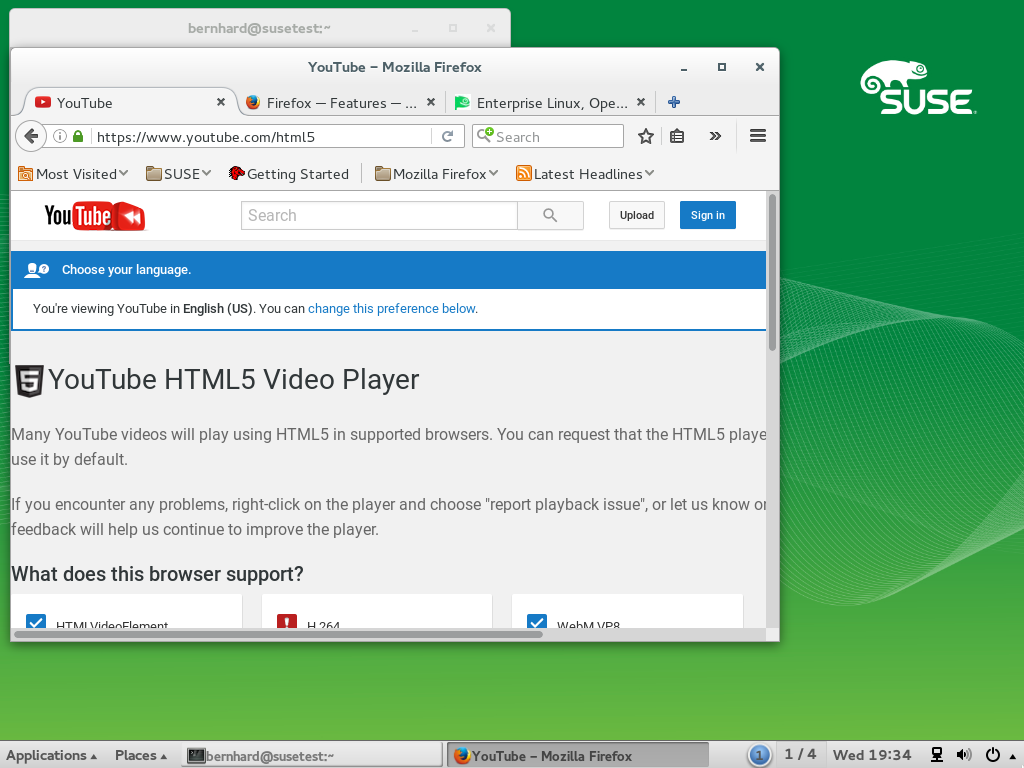 bernhard@susetest:~
YouTube – Mozilla Firefox
YouTube
Firefox — Features — ...
Enterprise Linux, Ope...
https://www.youtube.com/html5
Search
Most Visited
SUSE
Getting Started
Mozilla Firefox
Latest Headlines
YouTube
Search
Upload
Sign in
Choose your language.
You're viewing YouTube in English (US). You can change this preference below.
YouTube HTML5 Video Player
Many YouTube videos will play using HTML5 in supported browsers. You can request that the HTML5 playe
use it by default.
If you encounter any problems, right-click on the player and choose "report playback issue", or let us know on
feedback will help us continue to improve the player.
What does this browser support?
HTMLVideoElement
H.264
WebM VP8
SUSE
Applications
Places
bernhard@susetest:~
YouTube – Mozilla Firefox
1
1 / 4
Wed 19:34